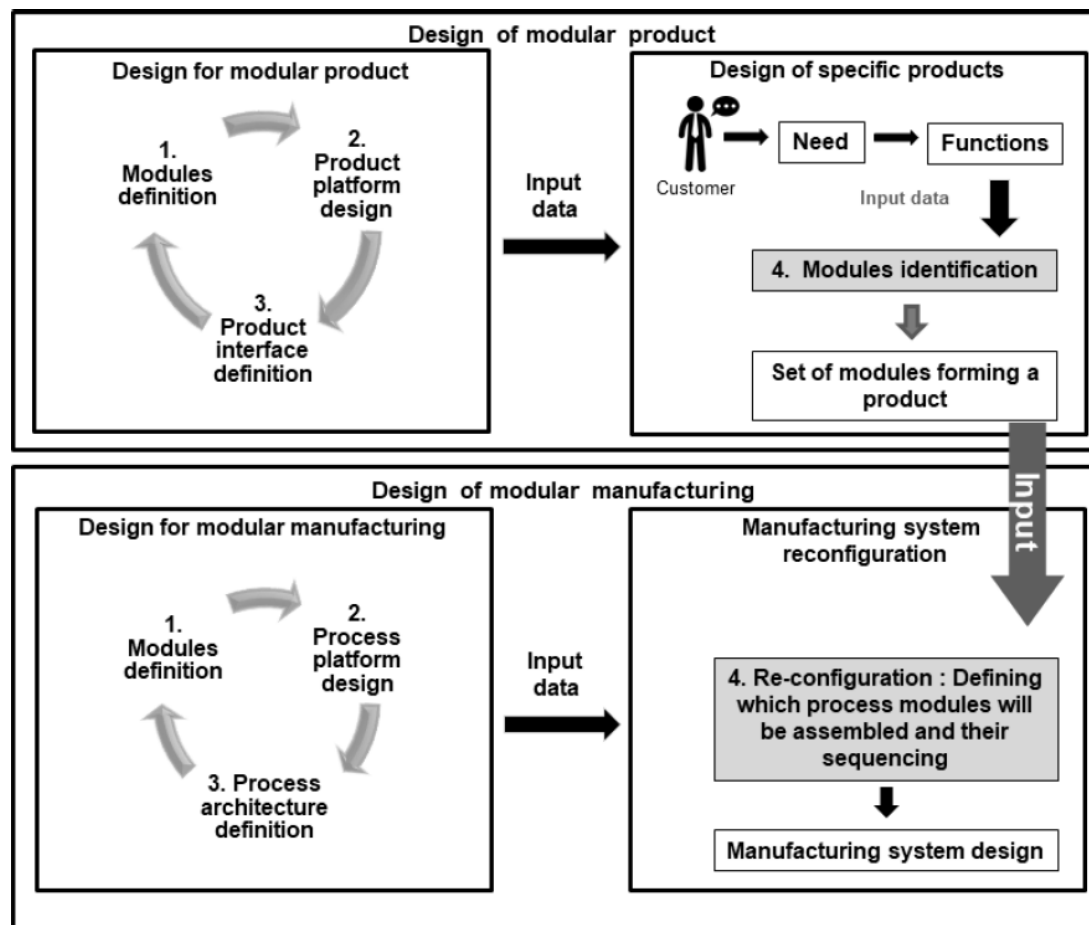 Design of modular product
Design for modular product
1.
Modules
definition
2.
Product
platform
design
3.
Product
interface
definition
Input
data
Design of specific products
Customer
Need
Functions
Input data
4. Modules identification
Set of modules forming a
product
Input
Design of modular manufacturing
Design for modular manufacturing
1.
Modules
definition
2.
Process
platform
design
3. Process
architecture
definition
Input
data
Manufacturing system
reconfiguration
4. Re-configuration : Defining
which process modules will
be assembled and their
sequencing
Manufacturing system design